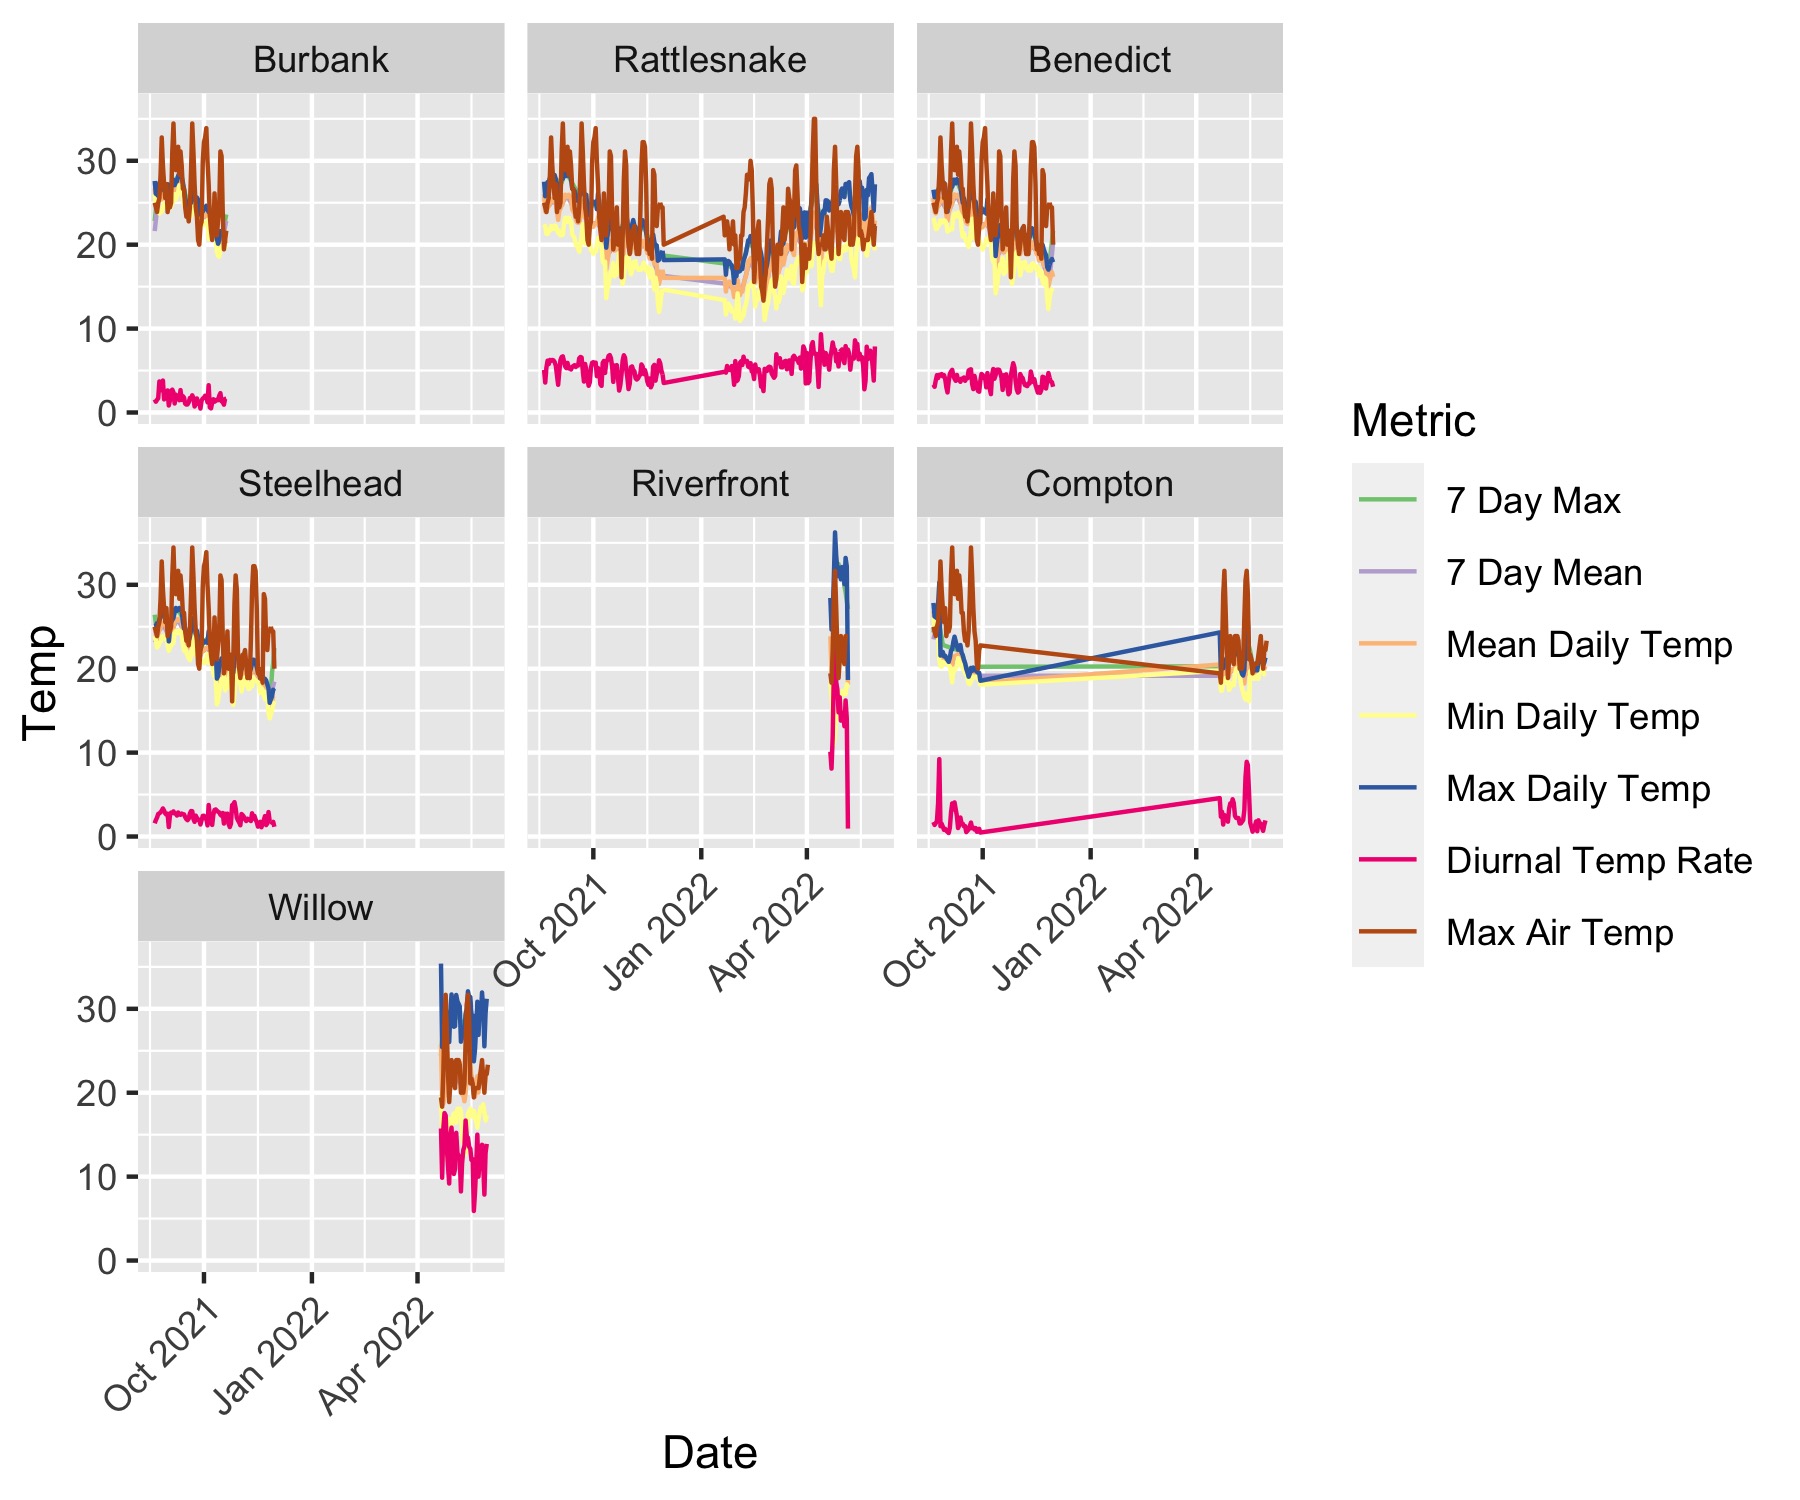 Burbank
Rattlesnake
Benedict
30
20
10
0
Steelhead
Riverfront
Compton
30
20
10
0
Oct 2021
Jan 2022
Apr 2022
Oct 2021
Jan 2022
Apr 2022
Willow
30
20
10
0
Oct 2021
Jan 2022
Apr 2022
Temp
Date
Metric
7 Day Max
7 Day Mean
Mean Daily Temp
Min Daily Temp
Max Daily Temp
Diurnal Temp Rate
Max Air Temp